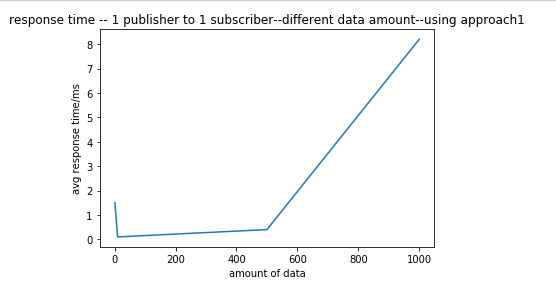 response time -- 1 publisher to 1 subscriber--different data amount--using approach1
8
7
6
5
4
3
2
1
0
avg response time/ms
0 200 400 600 800 1000
amount of data